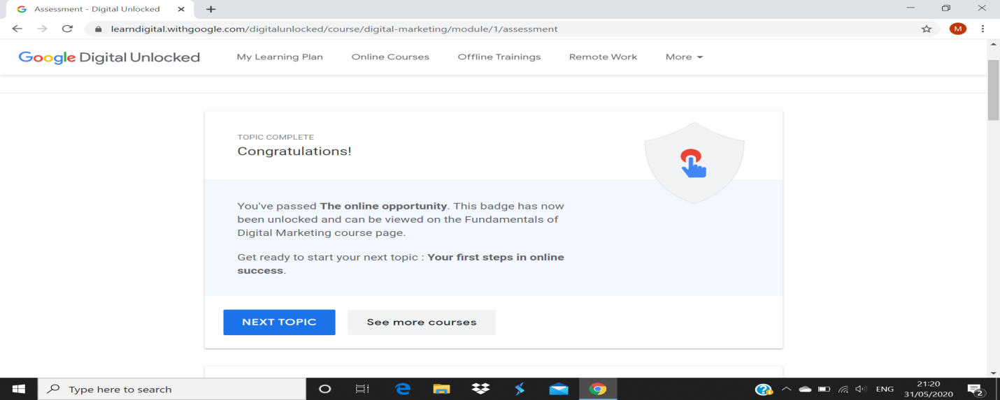 Assessment - Digital Unlocked
learndigital.withgoogle.com/digitalunlocked/course/digital-marketing/module/1/assessment
M
Google Digital Unlocked
My Learning Plan
Online Courses
Offline Trainings
Remote Work
More
TOPIC COMPLETE
Congratulations!
You've passed The online opportunity. This badge has now
been unlocked and can be viewed on the Fundamentals of
Digital Marketing course page.
Get ready to start your next topic : Your first steps in online
success.
NEXT TOPIC
See more courses
Type here to search
ENG
21:20
31/05/2020
2